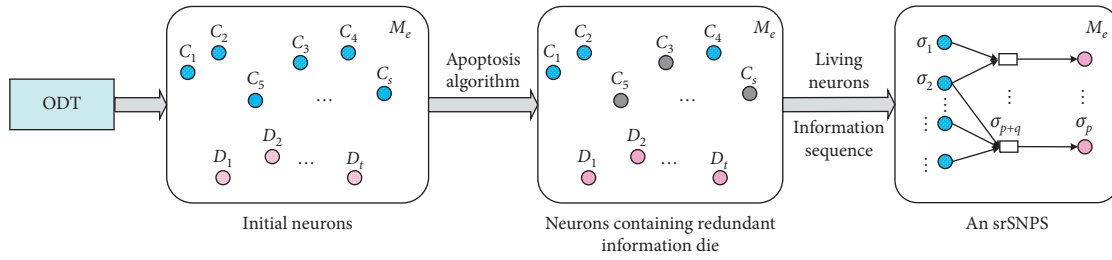 ODT
C1 C2 C3 C4 Me
C5 ... Cs
D1 D2 ... Dt
Initial neurons
Apoptosis
algorithm
C1 C2 C3 C4 Me
C5 ... Cs
D1 D2 ... Dt
Neurons containing redundant
information die
Living
neurons
Information
sequence
σ1 Me
σ2
⋮ ⋮ ⋮
σp+q σp
⋮
⋮
An srSNPS